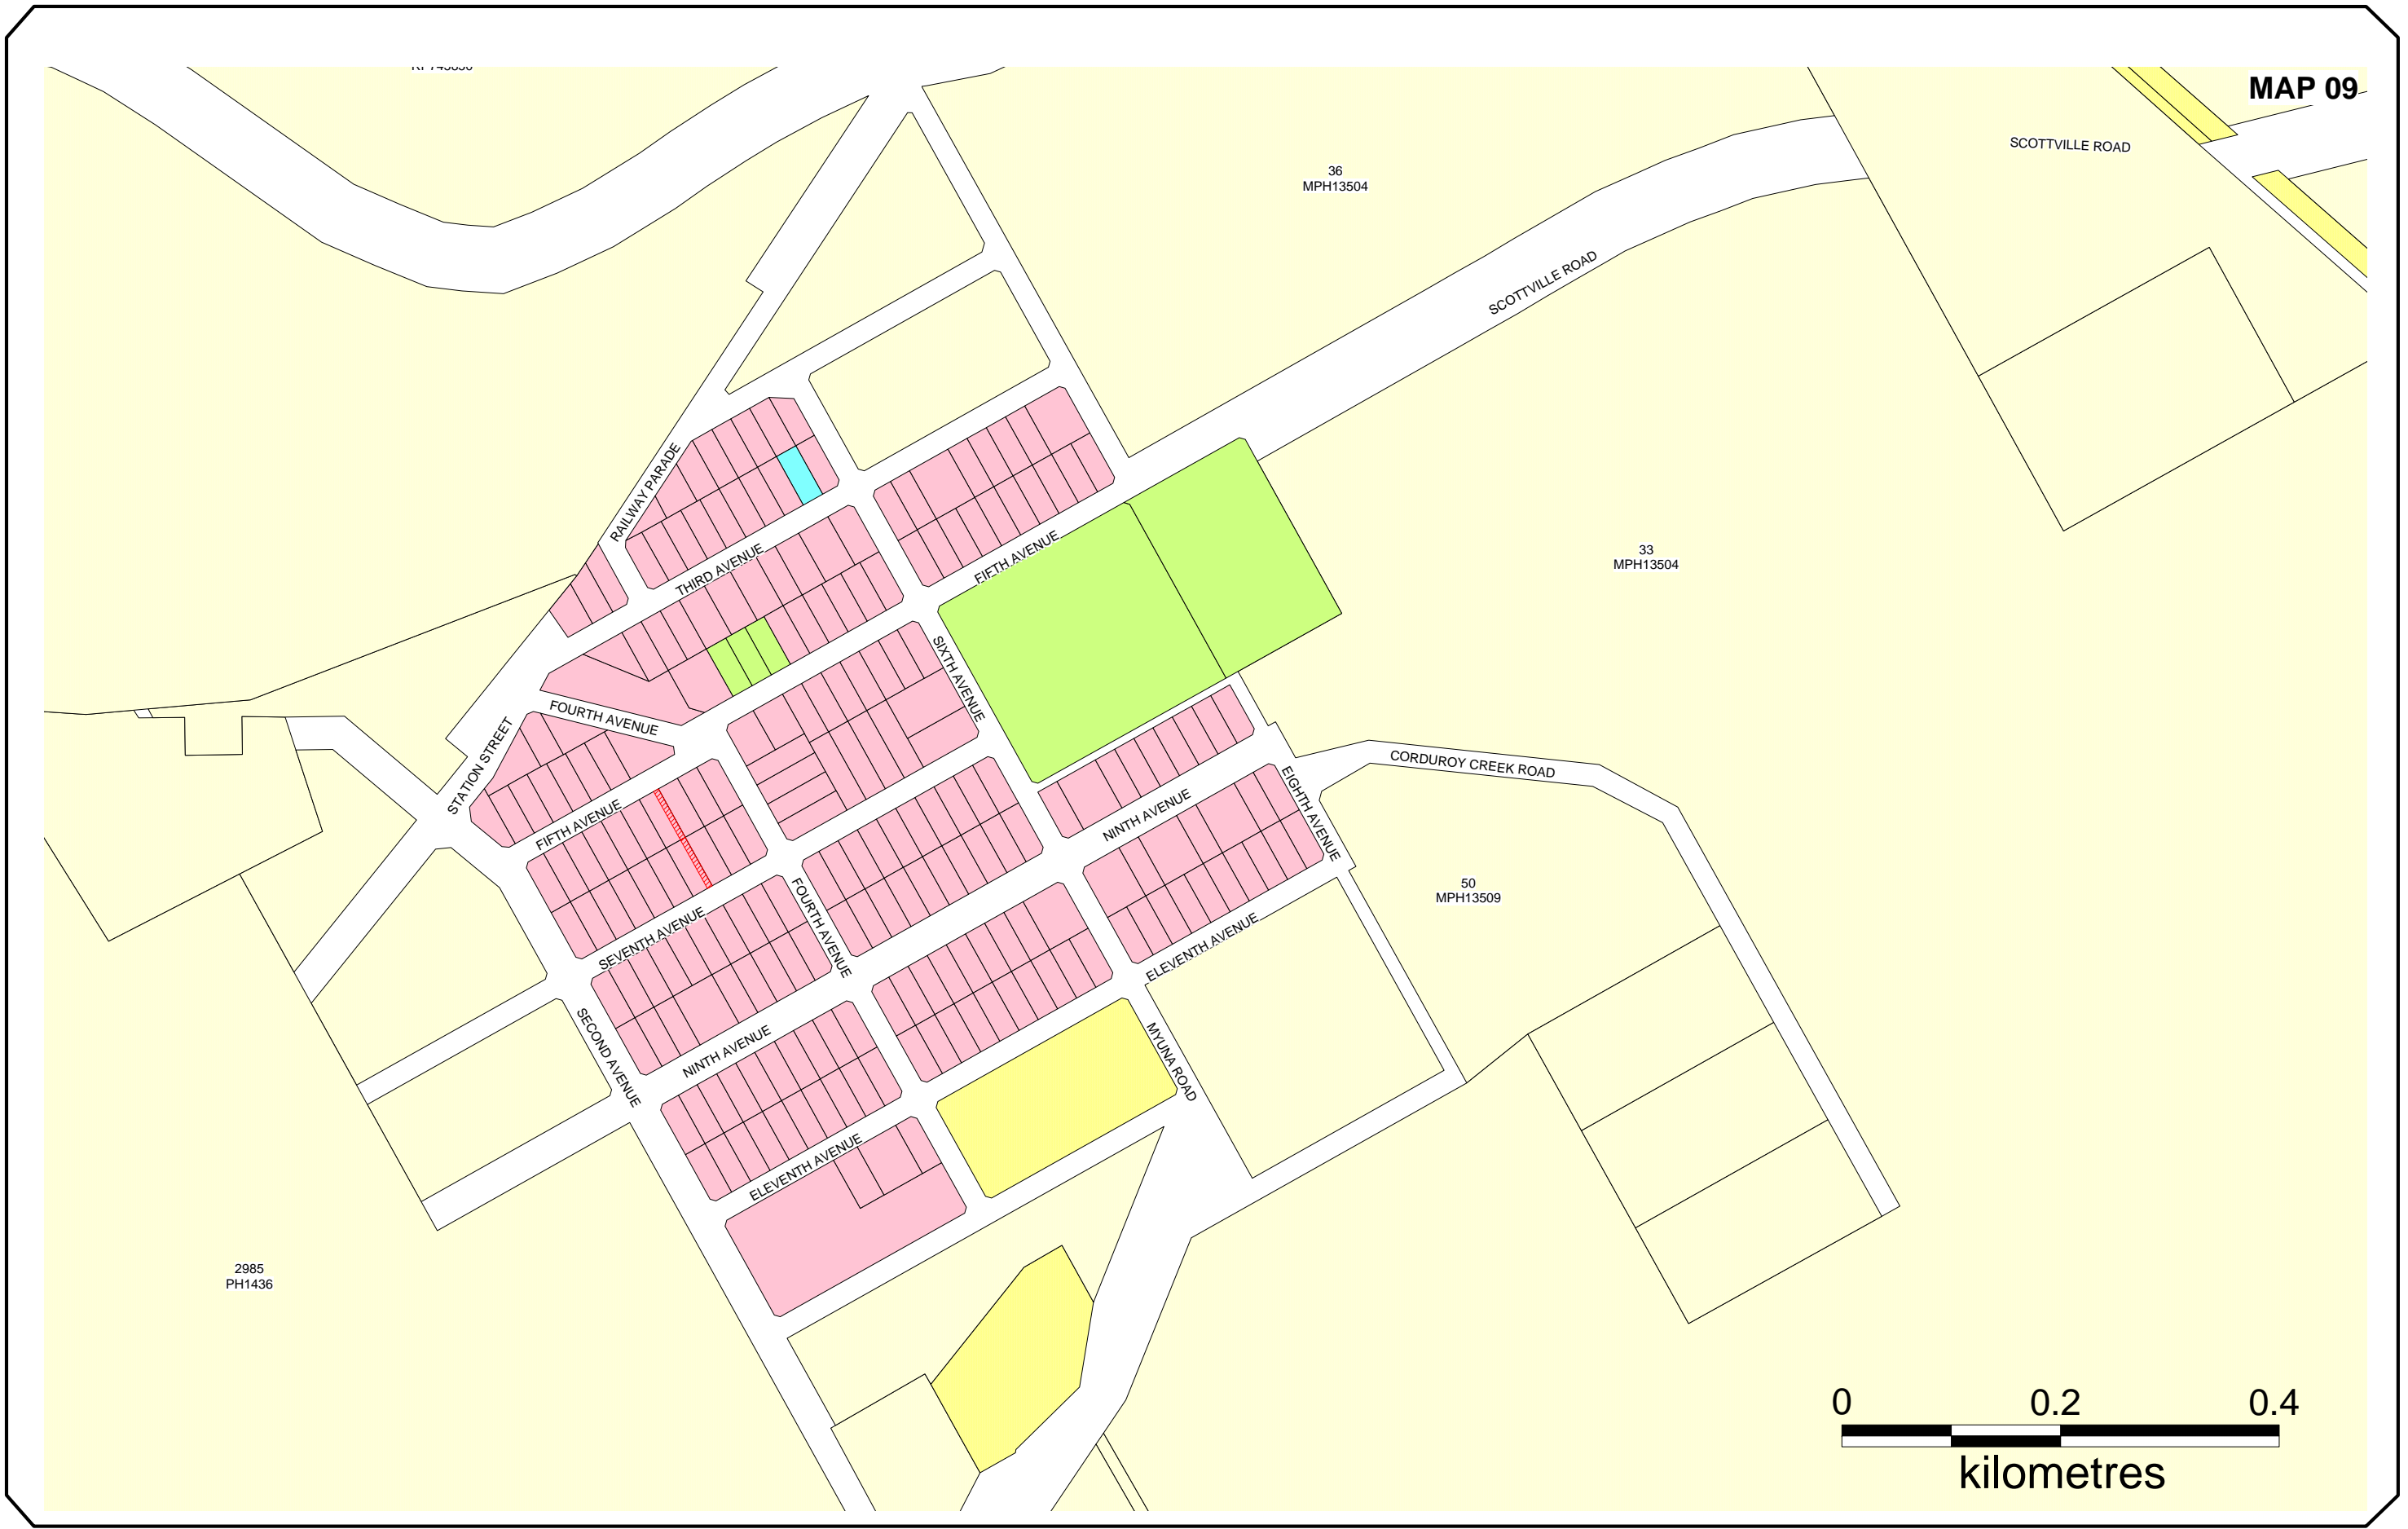 MAP 09
SCOTTVILLE ROAD
36
MPH13504
SCOTTVILLE ROAD
RAILWAY PARADE
THIRD AVENUE
FIFTH AVENUE
33
MPH13504
SIXTH AVENUE
FOURTH AVENUE
STATION STREET
CORDUROY CREEK ROAD
EIGHTH AVENUE
NINTH AVENUE
FIFTH AVENUE
50
MPH13509
SEVENTH AVENUE
FOURTH AVENUE
ELEVENTH AVENUE
SECOND AVENUE
NINTH AVENUE
MYUNA ROAD
ELEVENTH AVENUE
2985
PH1436
0 0.2 0.4
kilometres